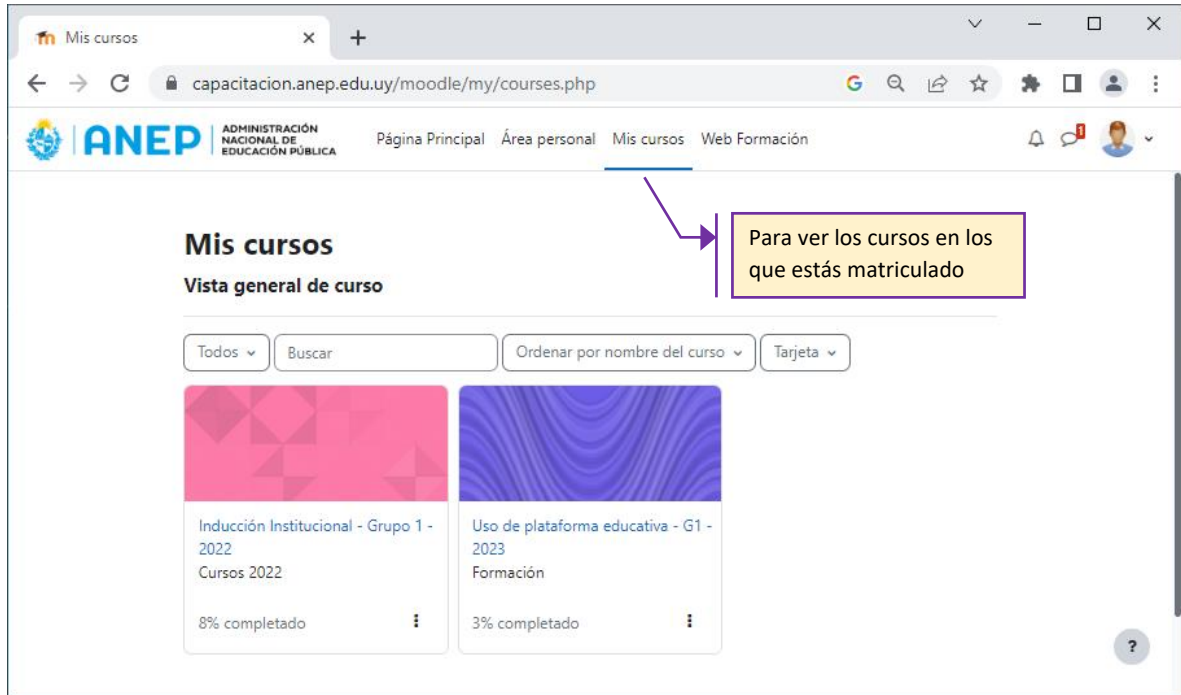 Mis cursos
capacitacion.anep.edu.uy/moodle/my/courses.php
ANEP
ADMINISTRACIÓN
NACIONAL DE
EDUCACIÓN PÚBLICA
Página Principal Área personal Mis cursos Web Formación
1
Para ver los cursos en los
que estás matriculado
Mis cursos
Vista general de curso
Todos Buscar Ordenar por nombre del curso Tarjeta
Inducción Institucional - Grupo 1 -
2022
Cursos 2022
8% completado
Uso de plataforma educativa - G1 -
2023
Formación
3% completado
?